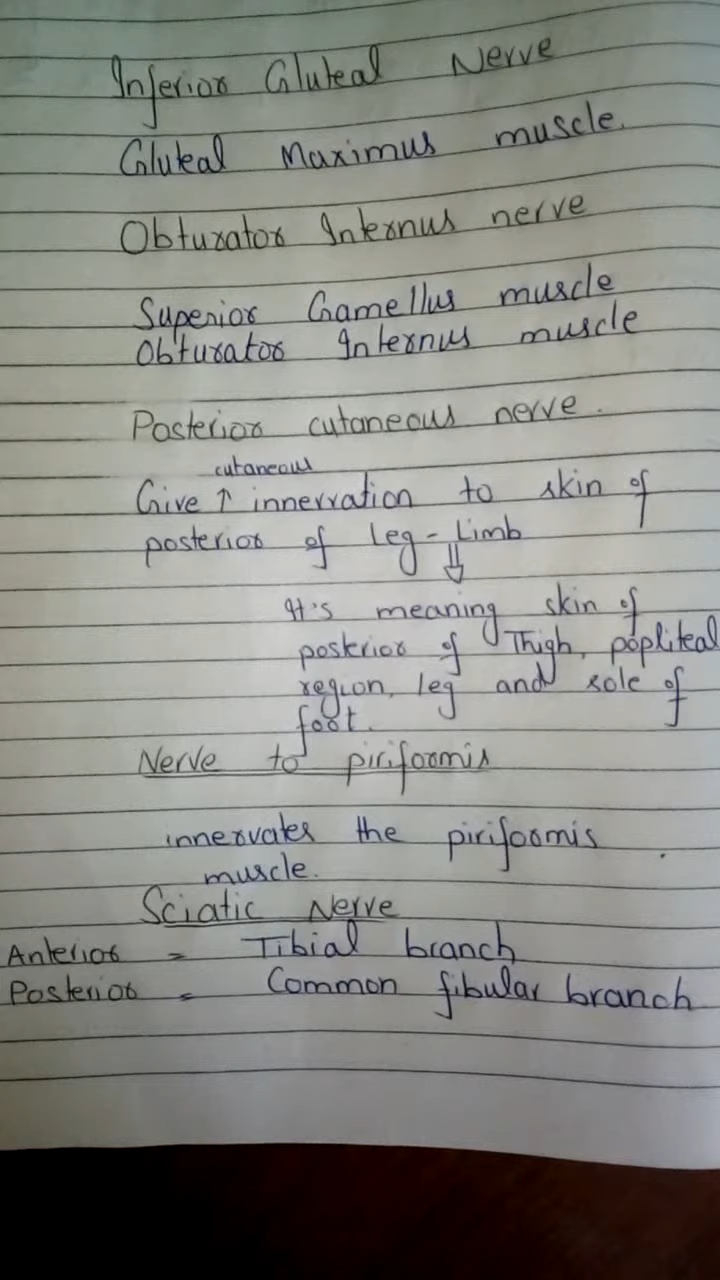 Inferior Gluteal Nerve
Gluteal Maximus muscle.
Obturator Internus nerve
Superior Gamellus muscle
Obturator Internus muscle
Posterior cutaneous nerve.
cutaneous
Give ↑ innervation to skin of
posterior of Leg - Limb
⇓
It's meaning skin of
posterior of Thigh, popliteal
region, leg and sole of
foot.
Nerve to piriformis
innervates the piriformis
muscle.
Sciatic Nerve
Anterior = Tibial branch
Posterior = Common fibular branch